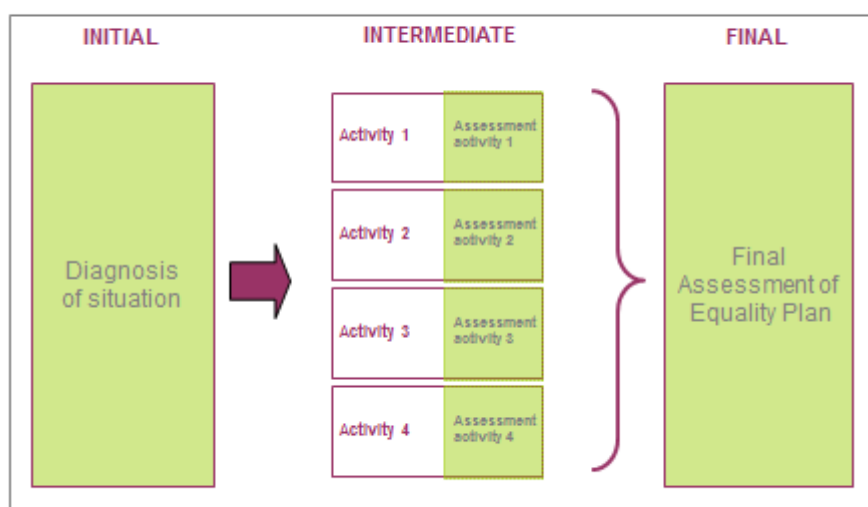 INITIAL
INTERMEDIATE
FINAL
Diagnosis
of situation
Activity 1
Assessment
activity 1
Activity 2
Assessment
activity 2
Activity 3
Assessment
activity 3
Activity 4
Assessment
activity 4
Final
Assessment of
Equality Plan